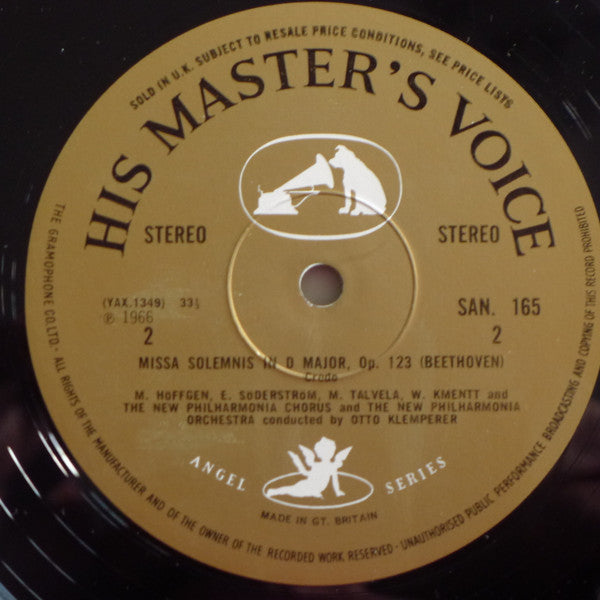 SOLD IN U.K. SUBJECT TO RESALE PRICE CONDITIONS, SEE PRICE LISTS
HIS MASTER'S VOICE
STEREO
STEREO
(YAX.1349) 33⅓
℗ 1966
2
SAN. 165
2
MISSA SOLEMNIS IN D MAJOR, Op. 123 (BEETHOVEN)
Credo
M. HöFFGEN, E. SöDERSTRöM, M. TALVELA, W. KMENTT and
THE NEW PHILHARMONIA CHORUS and THE NEW PHILHARMONIA
ORCHESTRA conducted by OTTO KLEMPERER
ANGEL SERIES
MADE IN GT. BRITAIN
THE GRAMOPHONE CO. LTD. ALL RIGHTS OF THE MANUFACTURER AND OF THE OWNER OF THE RECORDED WORK RESERVED · UNAUTHORISED PUBLIC PERFORMANCE BROADCASTING AND COPYING OF THIS RECORD PROHIBITED